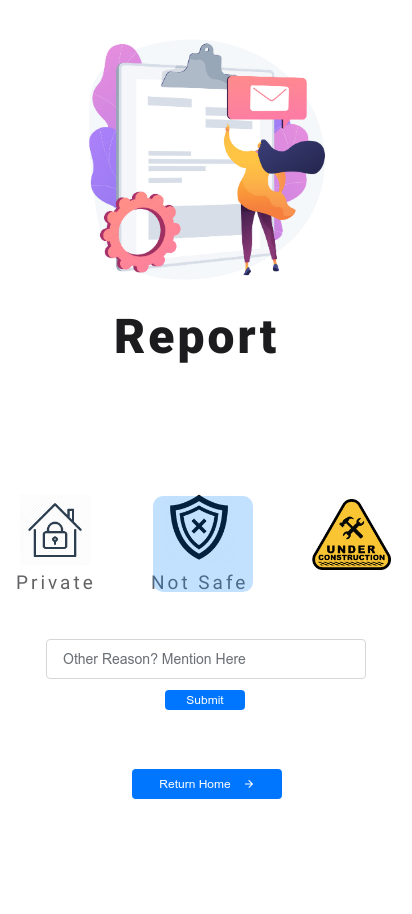 Report
Private
Not Safe
UNDER
CONSTRUCTION
Other Reason? Mention Here
Submit
Return Home